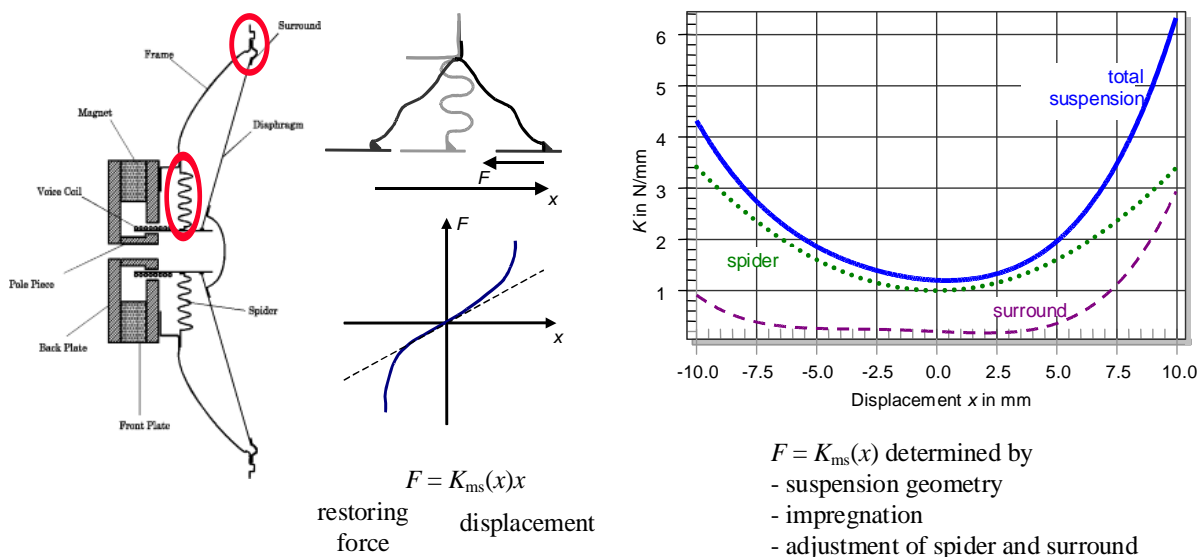 Surround
Frame
Magnet
Diaphragm
Voice Coil
Pole Piece
Spider
Back Plate
Front Plate
F
x
F
x
F = Kms(x)x
restoring
force
displacement
K in N/mm
6
5
4
3
2
1
total
suspension
spider
surround
-10.0 -7.5 -5.0 -2.5 0.0 2.5 5.0 7.5 10.0
Displacement x in mm
F = Kms(x) determined by
- suspension geometry
- impregnation
- adjustment of spider and surround